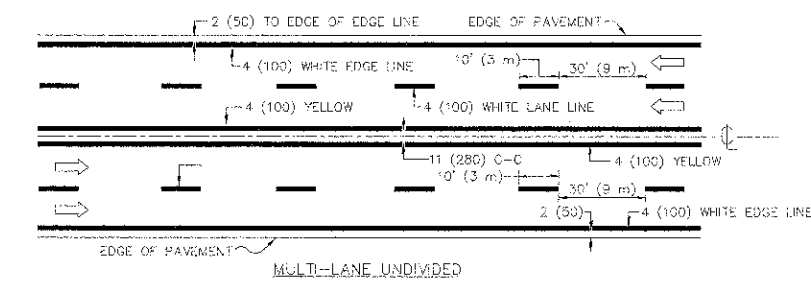 2 (50) TO EDGE OF EDGE LINE
EDGE OF PAVEMENT
4 (100) WHITE EDGE LINE
10' (3 m)
30' (9 m)
4 (100) YELLOW
4 (100) WHITE LANE LINE
℄
11 (280) C-C
4 (100) YELLOW
10' (3 m)
30' (9 m)
2 (50)
4 (100) WHITE EDGE LINE
EDGE OF PAVEMENT
MULTI-LANE UNDIVIDED